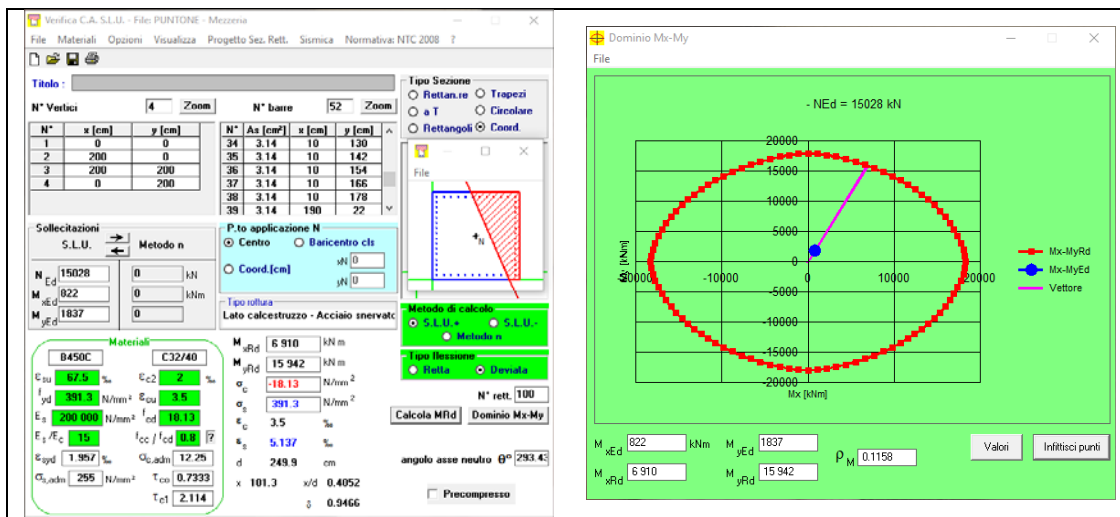 Verifica C.A. S.L.U. - File: PUNTONE - Mezzeria
File Materiali Opzioni Visualizza Progetto Sez. Rett. Sismica Normativa: NTC 2008 ?
Titolo :
N° Vertici 4 Zoom N° barre 52 Zoom
N° x [cm] y [cm]
1 0 0
2 200 0
3 200 200
4 0 200
N° As [cm²] x [cm] y [cm]
34 3.14 10 130
35 3.14 10 142
36 3.14 10 154
37 3.14 10 166
38 3.14 10 178
39 3.14 190 22
Tipo Sezione
Rettan.re Trapezi
a T Circolare
Rettangoli Coord.
File
N
Sollecitazioni
S.L.U. Metodo n
N Ed 15028 0 kN
M xEd 822 0 kNm
M yEd 1837 0
P.to applicazione N
Centro Baricentro cls
Coord.[cm] xN 0
yN 0
Tipo rottura
Lato calcestruzzo - Acciaio snervato
Metodo di calcolo
S.L.U.+ S.L.U.-
Metodo n
Tipo flessione
Retta Deviata
N° rett. 100
Calcola MRd Dominio Mx-My
angolo asse neutro θ° 293.43
Precompresso
Materiali
B450C C32/40
εsu 67.5 ‰ εc2 2 ‰
fyd 391.3 N/mm² εcu 3.5
Es 200 000 N/mm² fcd 18.13
Es/Ec 15 fcc / fcd 0.8 ?
εsyd 1.957 ‰ σc,adm 12.25
σs,adm 255 N/mm² τco 0.7333
τc1 2.114
M xRd 6 910 kN m
M yRd 15 942 kN m
σc -18.13 N/mm²
σs 391.3 N/mm²
εc 3.5 ‰
εs 5.137 ‰
d 249.9 cm
x 101.3 x/d 0.4052
δ 0.9466
Dominio Mx-My
File
- NEd = 15028 kN
20000
15000
10000
5000
0
-5000
-10000
-15000
-20000
-10000 0 10000 20000
Mx [kNm]
Mx-MyRd
Mx-MyEd
Vettore
M xEd 822 kNm M yEd 1837
M xRd 6 910 M yRd 15 942
ρM 0.1158
Valori Infittisci punti